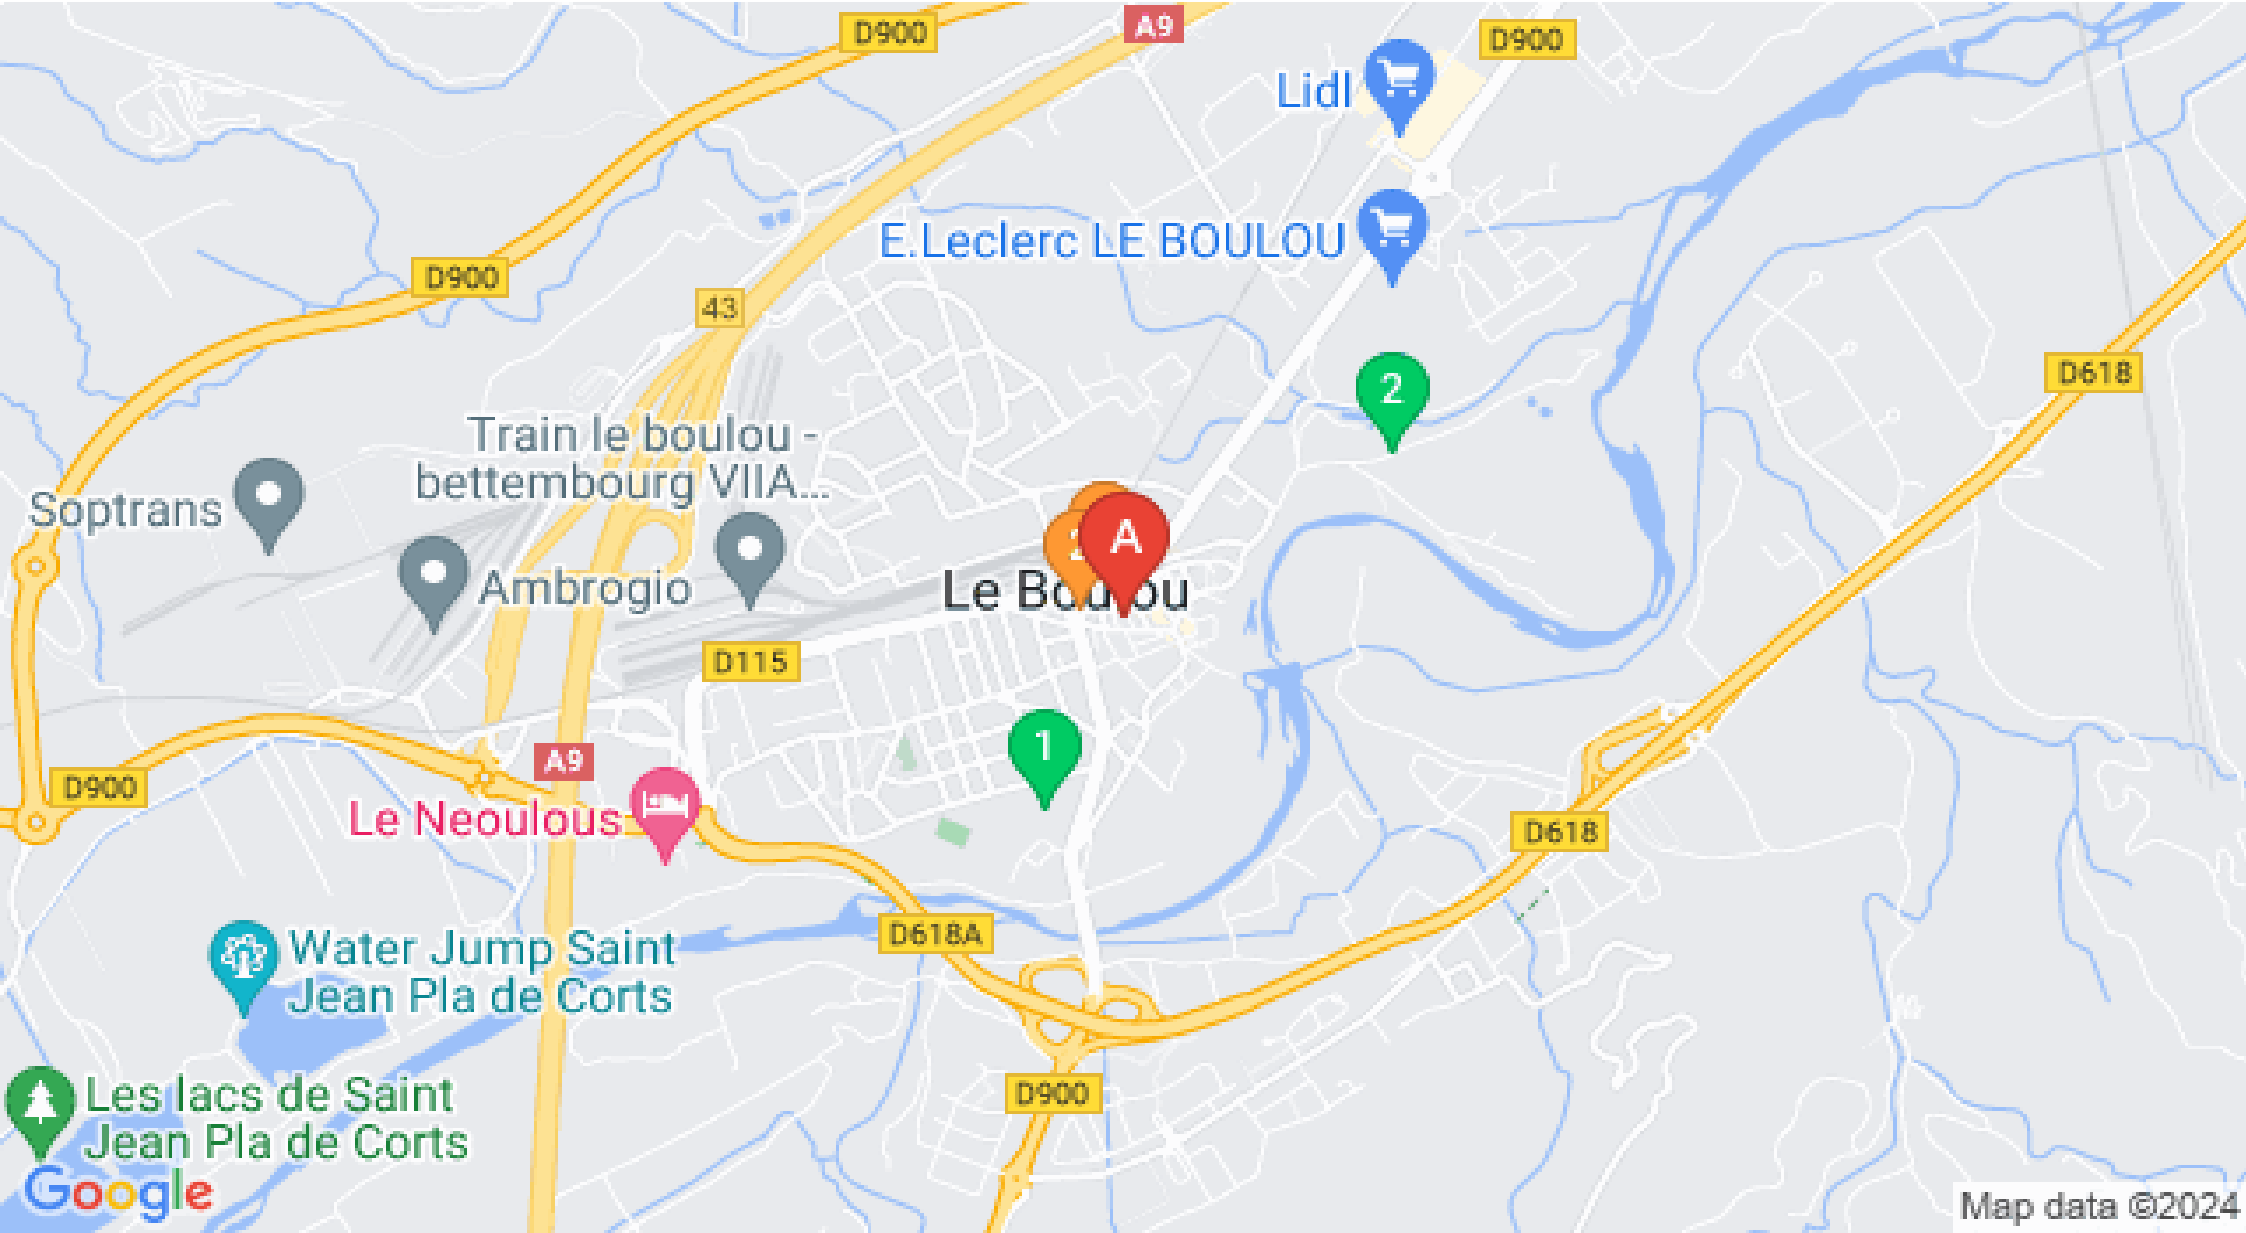 D900
A9
D900
Lidl
E.Leclerc LE BOULOU
D900
43
D618
2
Train le boulou -
bettembourg VIIA...
Soptrans
A
Ambrogio
Le Boulou
D115
1
A9
D900
Le Neoulous
D618
D618A
Water Jump Saint
Jean Pla de Corts
D900
Les lacs de Saint
Jean Pla de Corts
Google
Map data ©2024